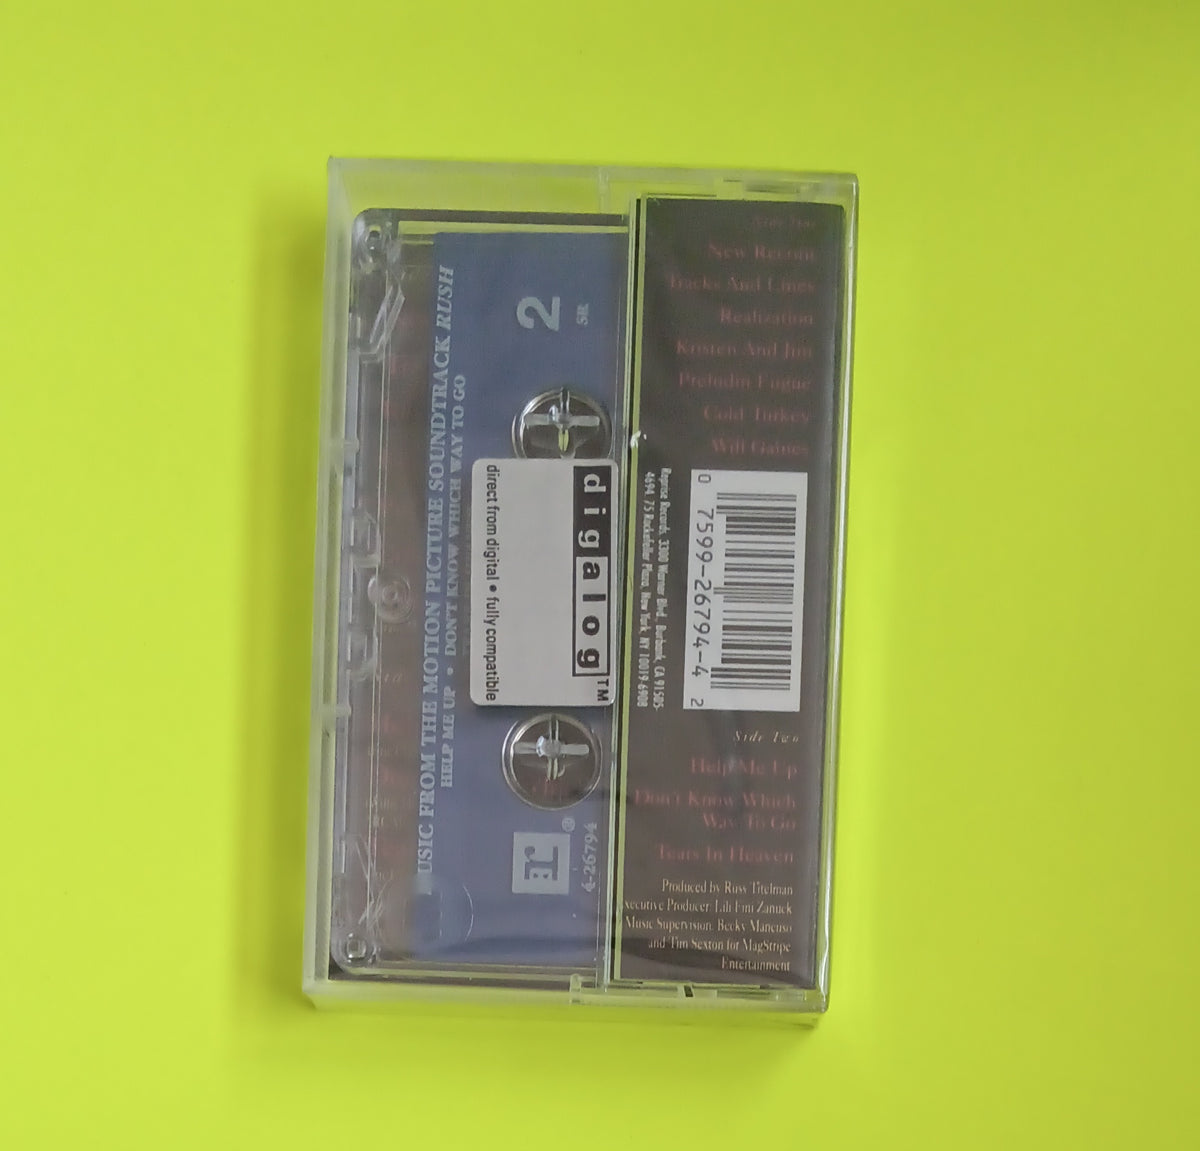 New Recruit
Tracks And Lines
Realization
Kristen And Jim
Preludin Fugue
Cold Turkey
Will Gaines
0 7599-26794-4 2
Reprise Records, 3300 Warner Blvd., Burbank, CA 91505-
4694 75 Rockefeller Plaza, New York, NY 10019-6908
Side Two
Help Me Up
Don't Know Which
Way To Go
Tears In Heaven
Produced by Russ Titelman
xecutive Producer: Lili Fini Zanuck
Music Supervision: Becky Mancuso
and Tim Sexton for MagStripe
Entertainment
digalog™
direct from digital • fully compatible
2
SR
USIC FROM THE MOTION PICTURE SOUNDTRACK RUSH
HELP ME UP • DON'T KNOW WHICH WAY TO GO
r:
®
4-26794